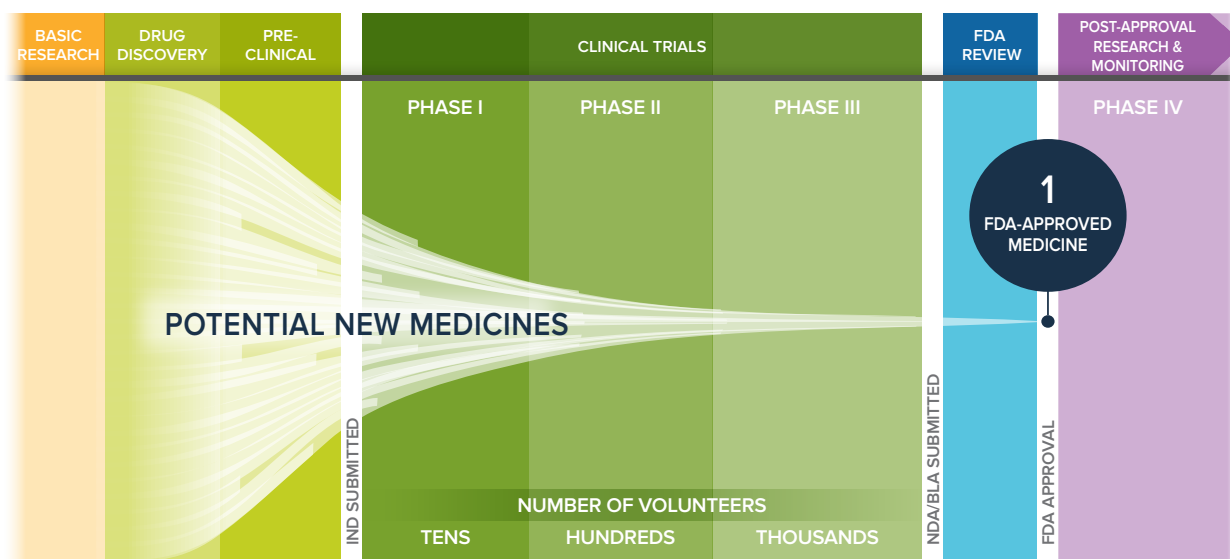 BASIC
RESEARCH
DRUG
DISCOVERY
PRE-
CLINICAL
CLINICAL TRIALS
FDA
REVIEW
POST-APPROVAL
RESEARCH &
MONITORING
PHASE I
PHASE II
PHASE III
PHASE IV
1
FDA-APPROVED
MEDICINE
POTENTIAL NEW MEDICINES
IND SUBMITTED
NDA/BLA SUBMITTED
FDA APPROVAL
NUMBER OF VOLUNTEERS
TENS
HUNDREDS
THOUSANDS